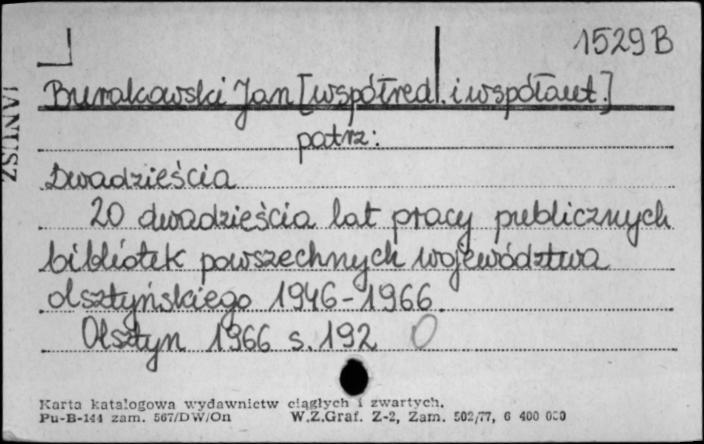 1529B
Burakowski Jan [współred. i współaut.]
patrz:
JANUSZ
Dwadzieścia
20 dwadzieścia lat pracy publicznych
bibliotek powszechnych województwa
olsztyńskiego 1946-1966
Olsztyn 1966 s. 192 O
Karta katalogowa wydawnictw ciągłych i zwartych.
Pu-B-144 zam. 567/DW/On W.Z.Graf. Z-2, Zam. 502/77, 6 400 000